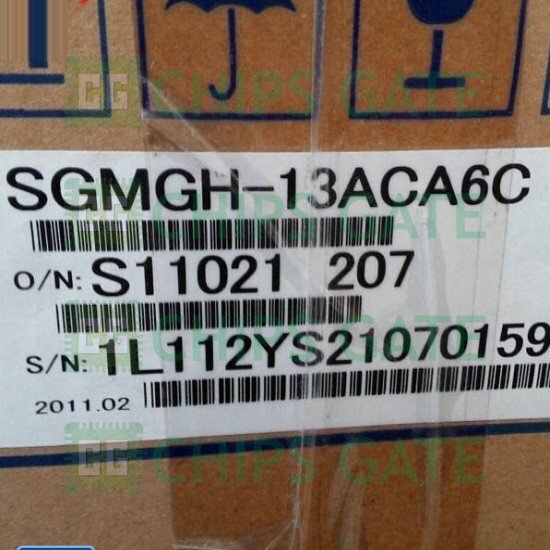 CHIPS GATE
SGMGH-13ACA6C
CHIPS GATE
O/N: S11021 207
S/N: 1L112YS21070159
2011.02
CHIPS GATE